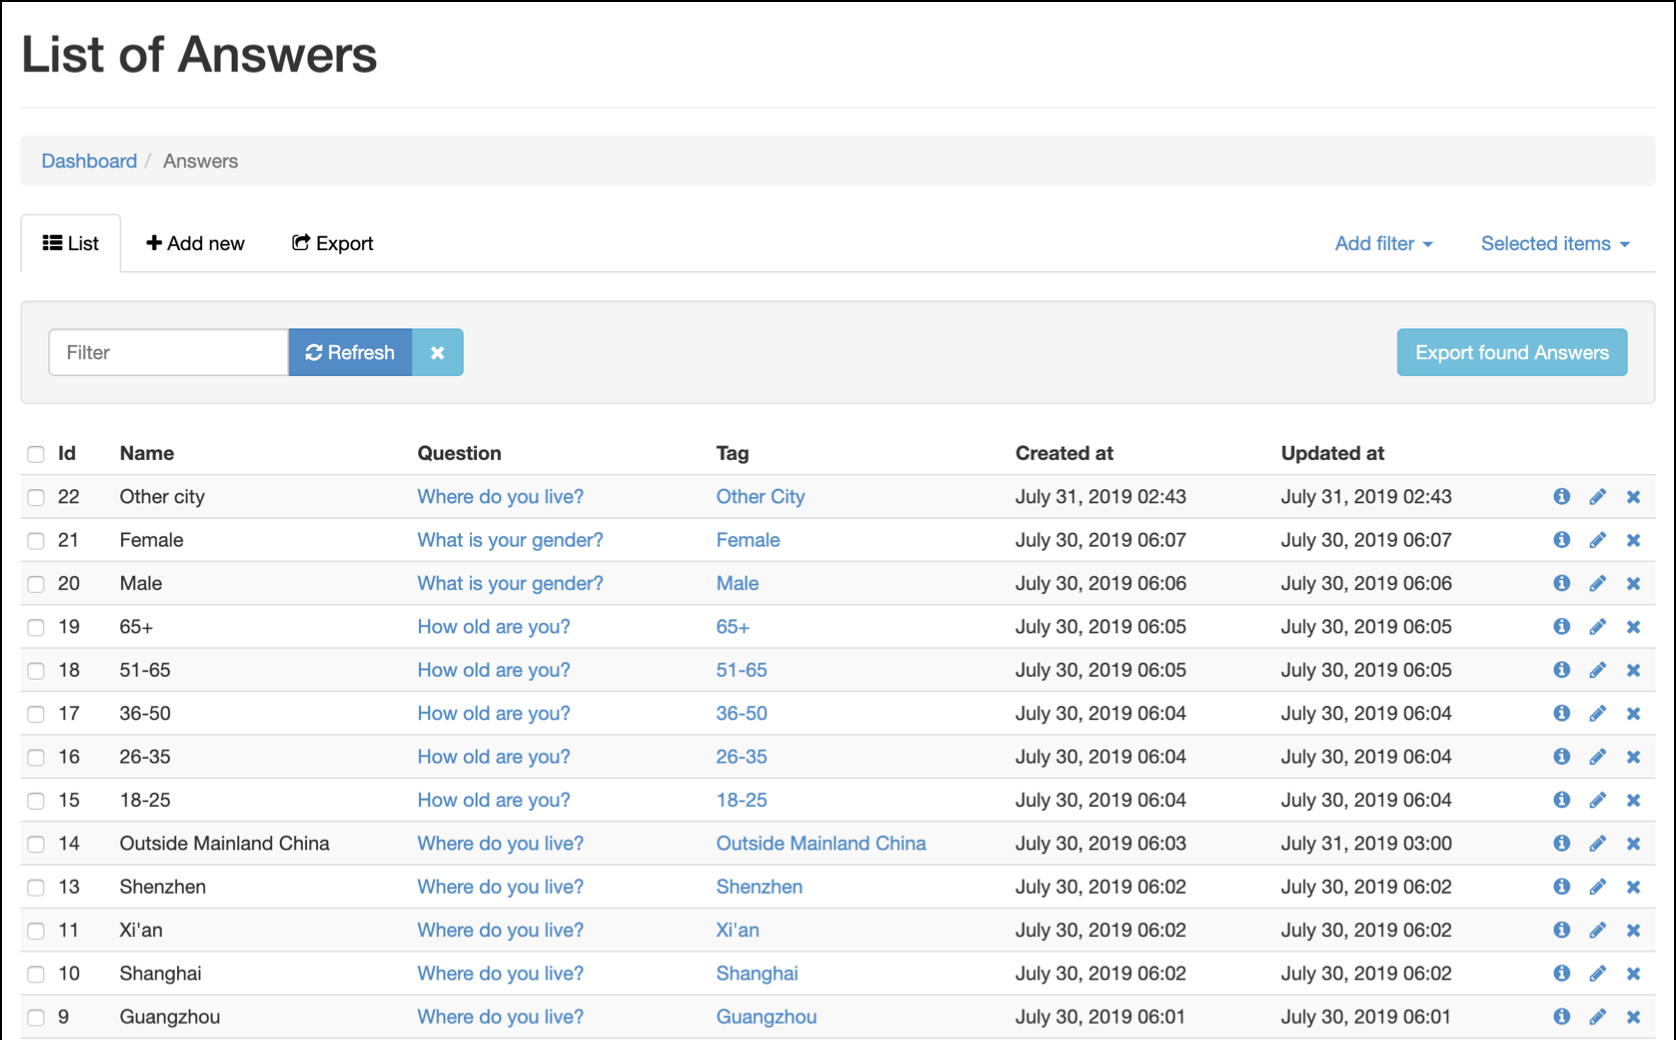 List of Answers
Dashboard / Answers
List Add new Export Add filter Selected items
Filter Refresh Export found Answers
Id Name Question Tag Created at Updated at
22 Other city Where do you live? Other City July 31, 2019 02:43 July 31, 2019 02:43
21 Female What is your gender? Female July 30, 2019 06:07 July 30, 2019 06:07
20 Male What is your gender? Male July 30, 2019 06:06 July 30, 2019 06:06
19 65+ How old are you? 65+ July 30, 2019 06:05 July 30, 2019 06:05
18 51-65 How old are you? 51-65 July 30, 2019 06:05 July 30, 2019 06:05
17 36-50 How old are you? 36-50 July 30, 2019 06:04 July 30, 2019 06:04
16 26-35 How old are you? 26-35 July 30, 2019 06:04 July 30, 2019 06:04
15 18-25 How old are you? 18-25 July 30, 2019 06:04 July 30, 2019 06:04
14 Outside Mainland China Where do you live? Outside Mainland China July 30, 2019 06:03 July 31, 2019 03:00
13 Shenzhen Where do you live? Shenzhen July 30, 2019 06:02 July 30, 2019 06:02
11 Xi'an Where do you live? Xi'an July 30, 2019 06:02 July 30, 2019 06:02
10 Shanghai Where do you live? Shanghai July 30, 2019 06:02 July 30, 2019 06:02
9 Guangzhou Where do you live? Guangzhou July 30, 2019 06:01 July 30, 2019 06:01